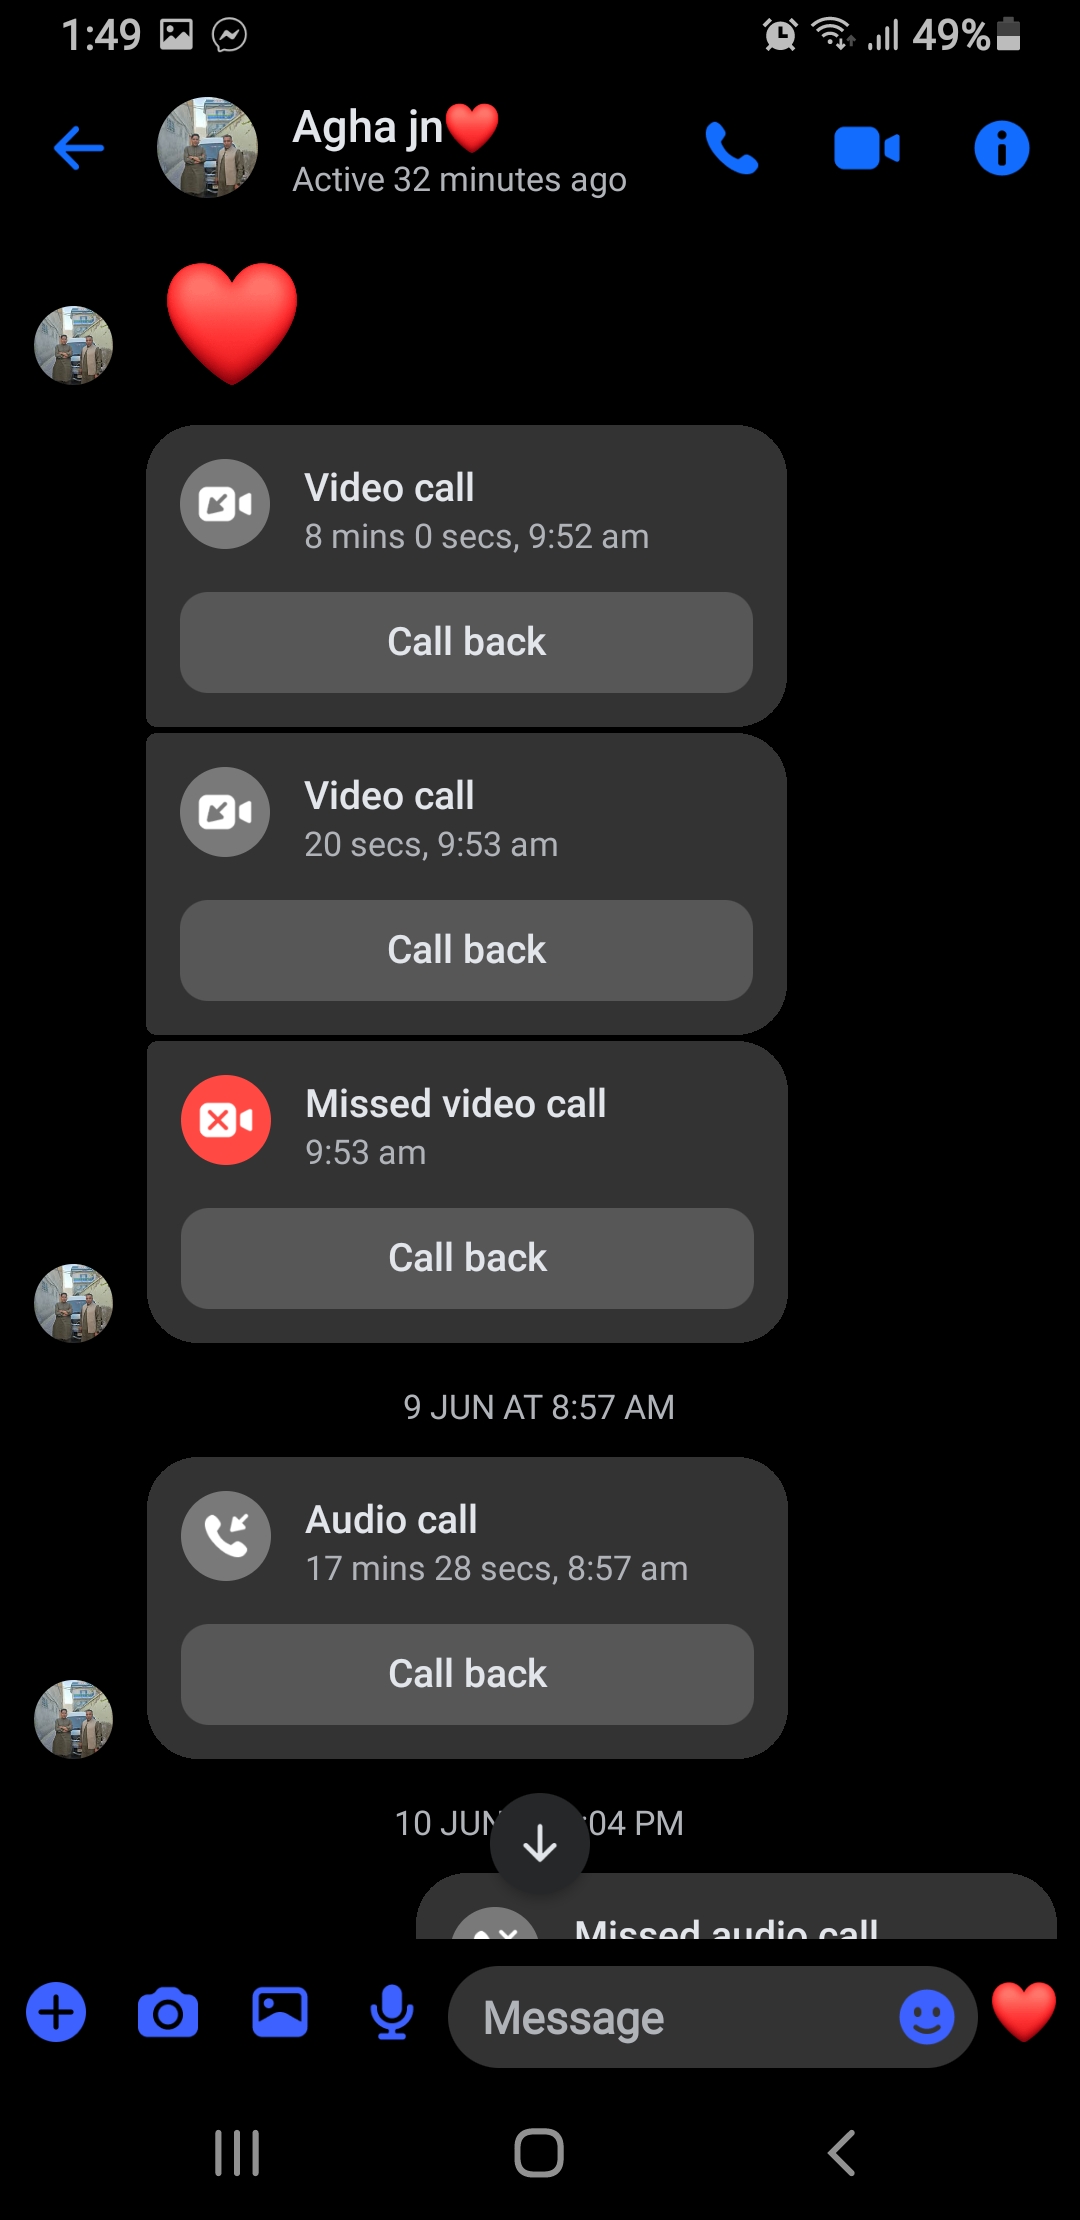 1:49
49%
Agha jn❤️
Active 32 minutes ago
❤️
Video call
8 mins 0 secs, 9:52 am
Call back
Video call
20 secs, 9:53 am
Call back
Missed video call
9:53 am
Call back
9 JUN AT 8:57 AM
Audio call
17 mins 28 secs, 8:57 am
Call back
10 JUN :04 PM
Missed audio call
Message